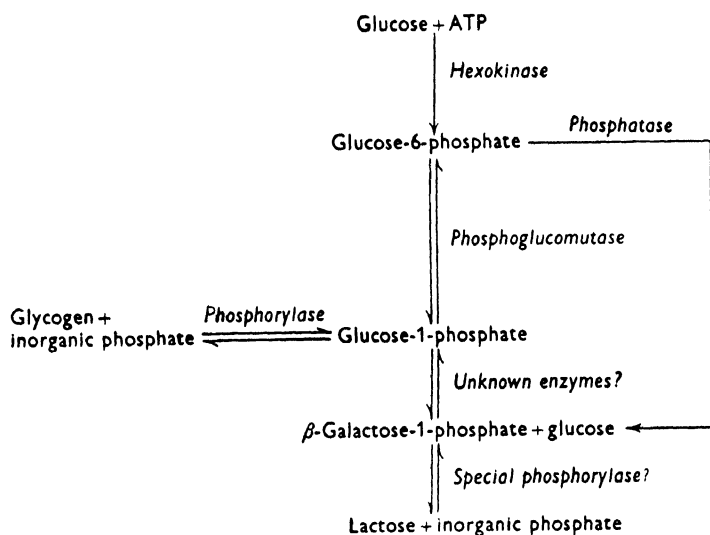 Glucose + ATP
Hexokinase
Phosphatase
Glucose-6-phosphate
Phosphoglucomutase
Glycogen +
inorganic phosphate
Phosphorylase
Glucose-1-phosphate
Unknown enzymes?
β-Galactose-1-phosphate + glucose
Special phosphorylase?
Lactose + inorganic phosphate